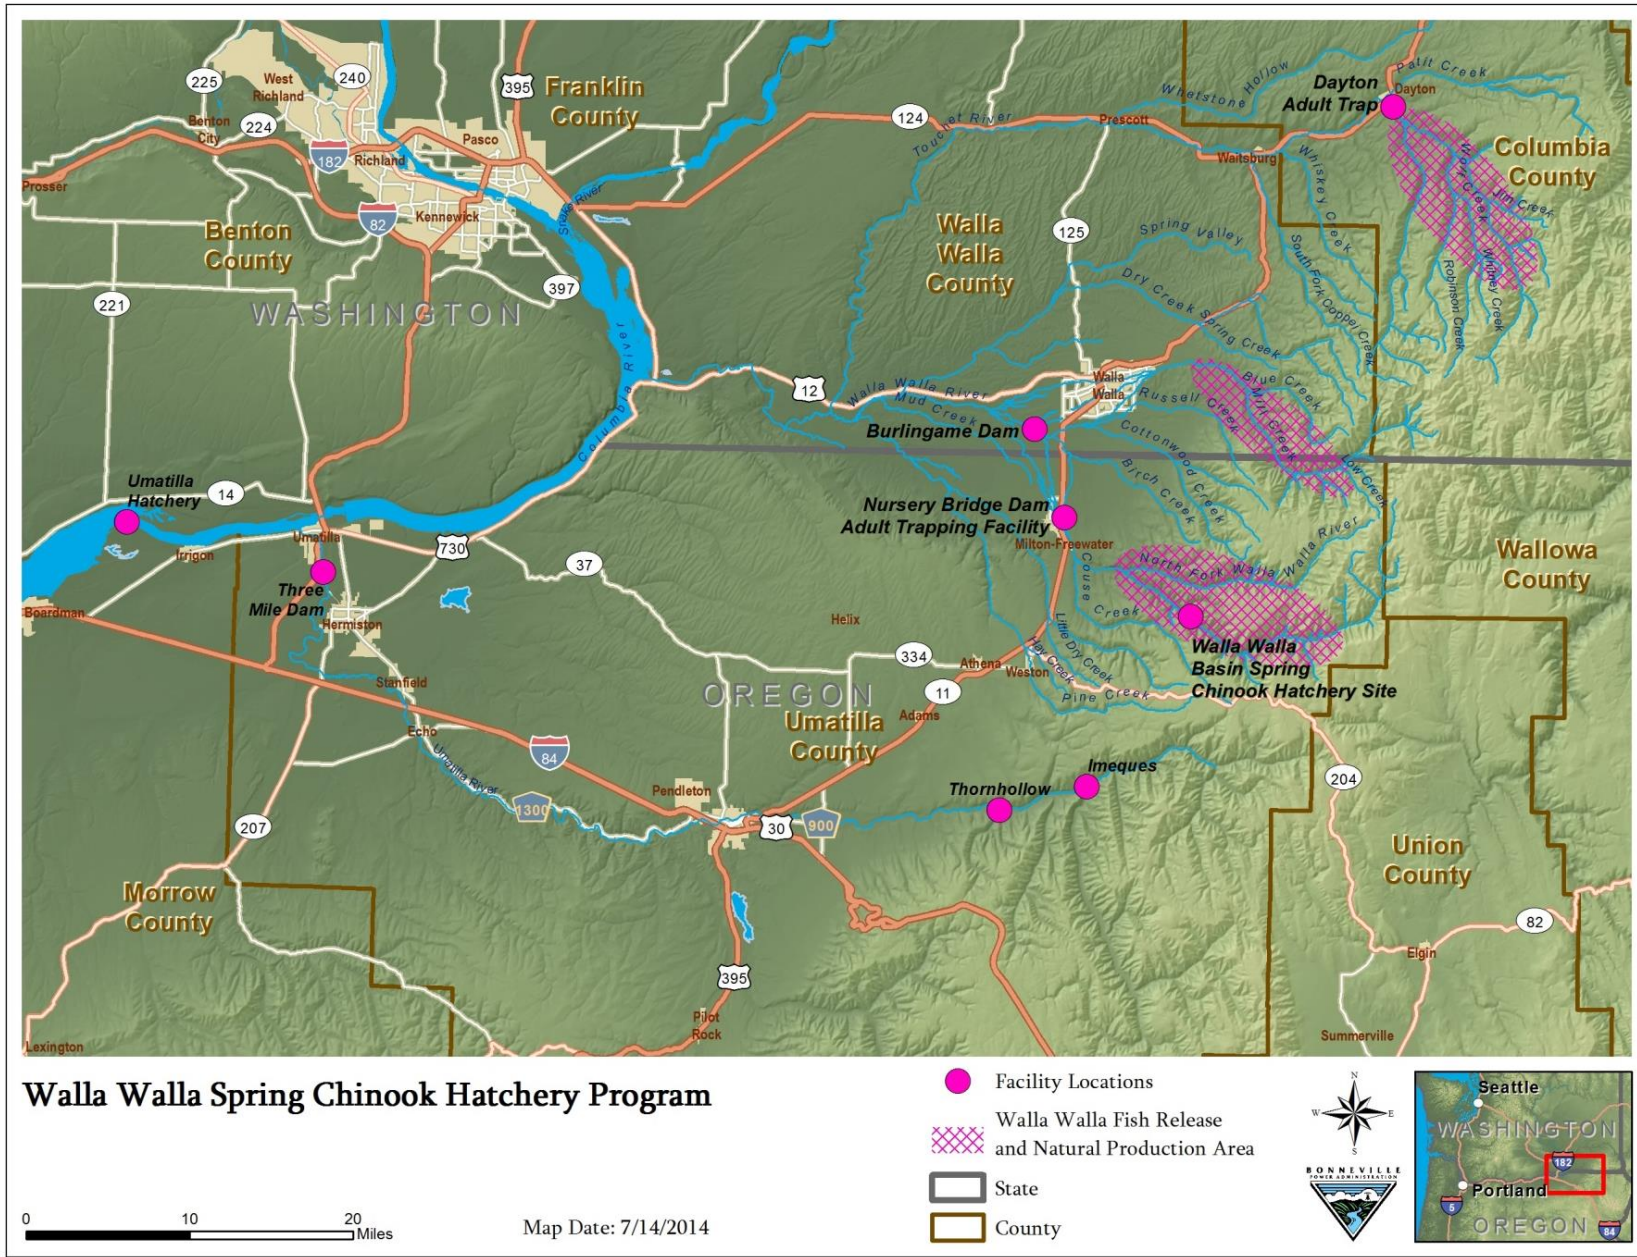 225
West
Richland
240
395
Franklin
County
Benton
City
224
182
Richland
Pasco
124
Touchet River
Prescott
Whetstone Hollow
Dayton
Adult Trap
Patit Creek
Dayton
Columbia
County
Prosser
Benton
County
82
Kennewick
Snake River
Waitsburg
Whiskey Creek
Wolf Creek
Jim Creek
Walla
Walla
County
125
Spring Valley
South Fork Copper Creek
Robinson Creek
Whitney Creek
221
WASHINGTON
397
Columbia River
Dry Creek
Spring Creek
12
Walla Walla River
Mud Creek
Walla
Walla
Russell Creek
Blue Creek
Mill Creek
Burlingame Dam
Cottonwood Creek
Birch Creek
Low Creek
Umatilla
Hatchery
14
Nursery Bridge Dam
Adult Trapping Facility
Milton-Freewater
Umatilla
730
Irrigon
37
North Fork Walla Walla River
Wallowa
County
Three
Mile Dam
Boardman
Hermiston
Helix
Couse Creek
Little Dry Creek
Walla Walla
Basin Spring
Chinook Hatchery Site
334
Athena
Weston
Hay Creek
Pine Creek
Stanfield
OREGON
11
Adams
Umatilla
County
Echo
Umatilla River
84
Pendleton
Thornhollow
Imeques
204
1300
30
900
207
Union
County
Morrow
County
82
Elgin
395
Pilot
Rock
Summerville
Lexington
Walla Walla Spring Chinook Hatchery Program
Facility Locations
Walla Walla Fish Release
and Natural Production Area
State
County
0 10 20
Miles
Map Date: 7/14/2014
N
W E
S
BONNEVILLE
POWER ADMINISTRATION
Seattle
WASHINGTON
182
Portland
5
OREGON
84